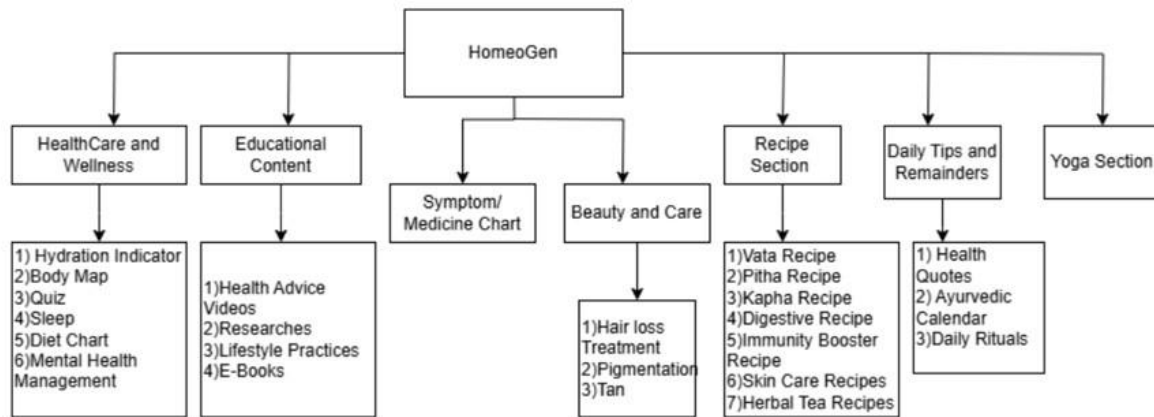 HomeoGen
HealthCare and
Wellness
Educational
Content
Symptom/
Medicine Chart
Beauty and Care
Recipe
Section
Daily Tips and
Remainders
Yoga Section
1) Hydration Indicator
2)Body Map
3)Quiz
4)Sleep
5)Diet Chart
6)Mental Health
Management
1)Health Advice
Videos
2)Researches
3)Lifestyle Practices
4)E-Books
1)Hair loss
Treatment
2)Pigmentation
3)Tan
1)Vata Recipe
2)Pitha Recipe
3)Kapha Recipe
4)Digestive Recipe
5)Immunity Booster
Recipe
6)Skin Care Recipes
7)Herbal Tea Recipes
1) Health
Quotes
2) Ayurvedic
Calendar
3)Daily Rituals